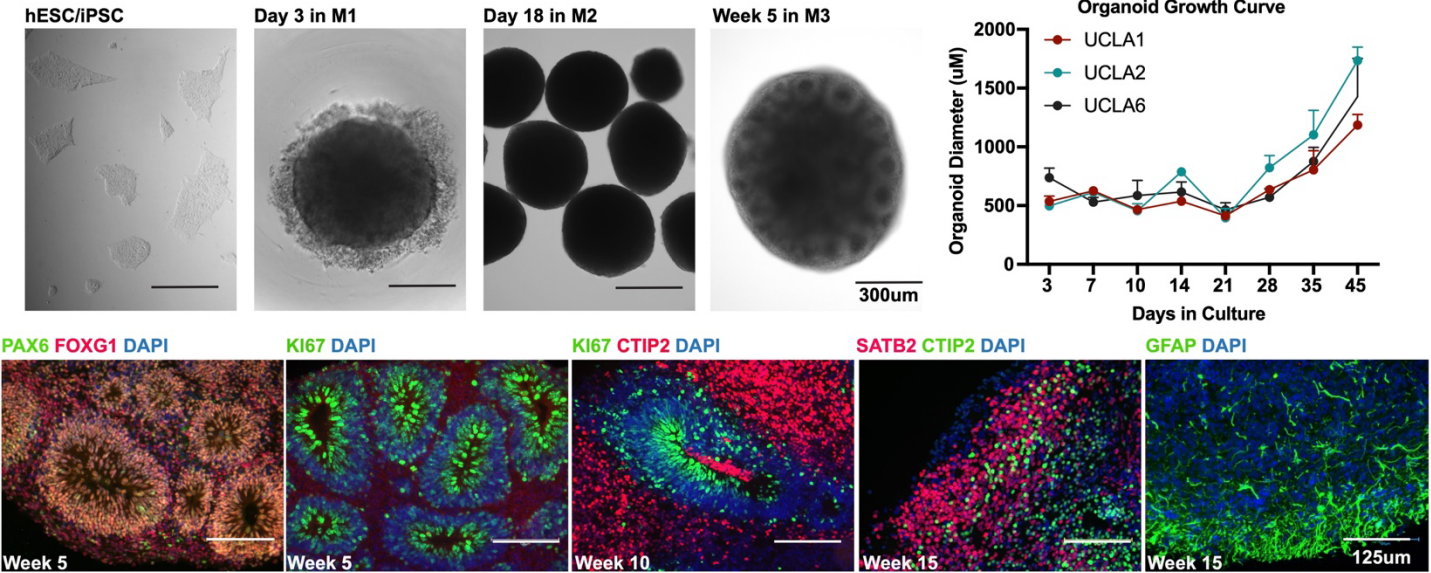 hESC/iPSC
Day 3 in M1
Day 18 in M2
Week 5 in M3
300um
Organoid Growth Curve
Organoid Diameter (uM)
2000
1500
1000
500
0
UCLA1
UCLA2
UCLA6
3 7 10 14 21 28 35 45
Days in Culture
PAX6 FOXG1 DAPI
Week 5
KI67 DAPI
Week 5
KI67 CTIP2 DAPI
Week 10
SATB2 CTIP2 DAPI
Week 15
GFAP DAPI
Week 15
125um